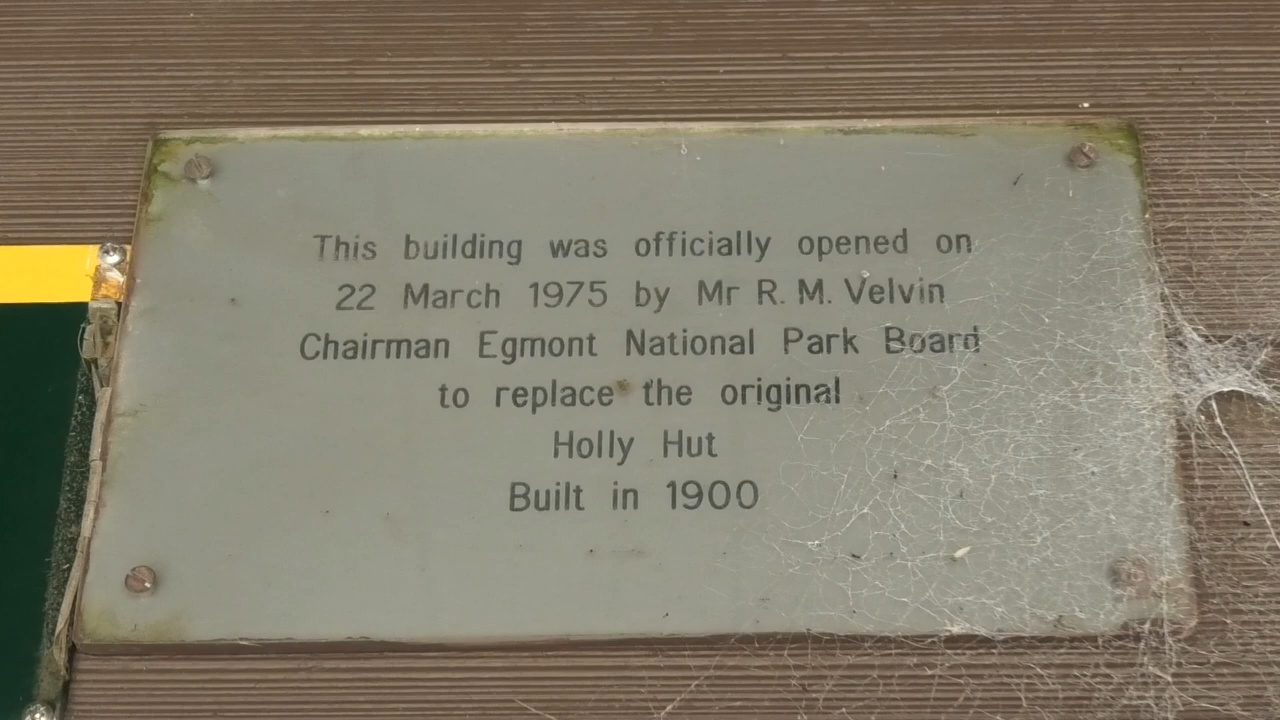 This building was officially opened on
22 March 1975 by Mr R. M. Velvin
Chairman Egmont National Park Board
to replace the original
Holly Hut
Built in 1900